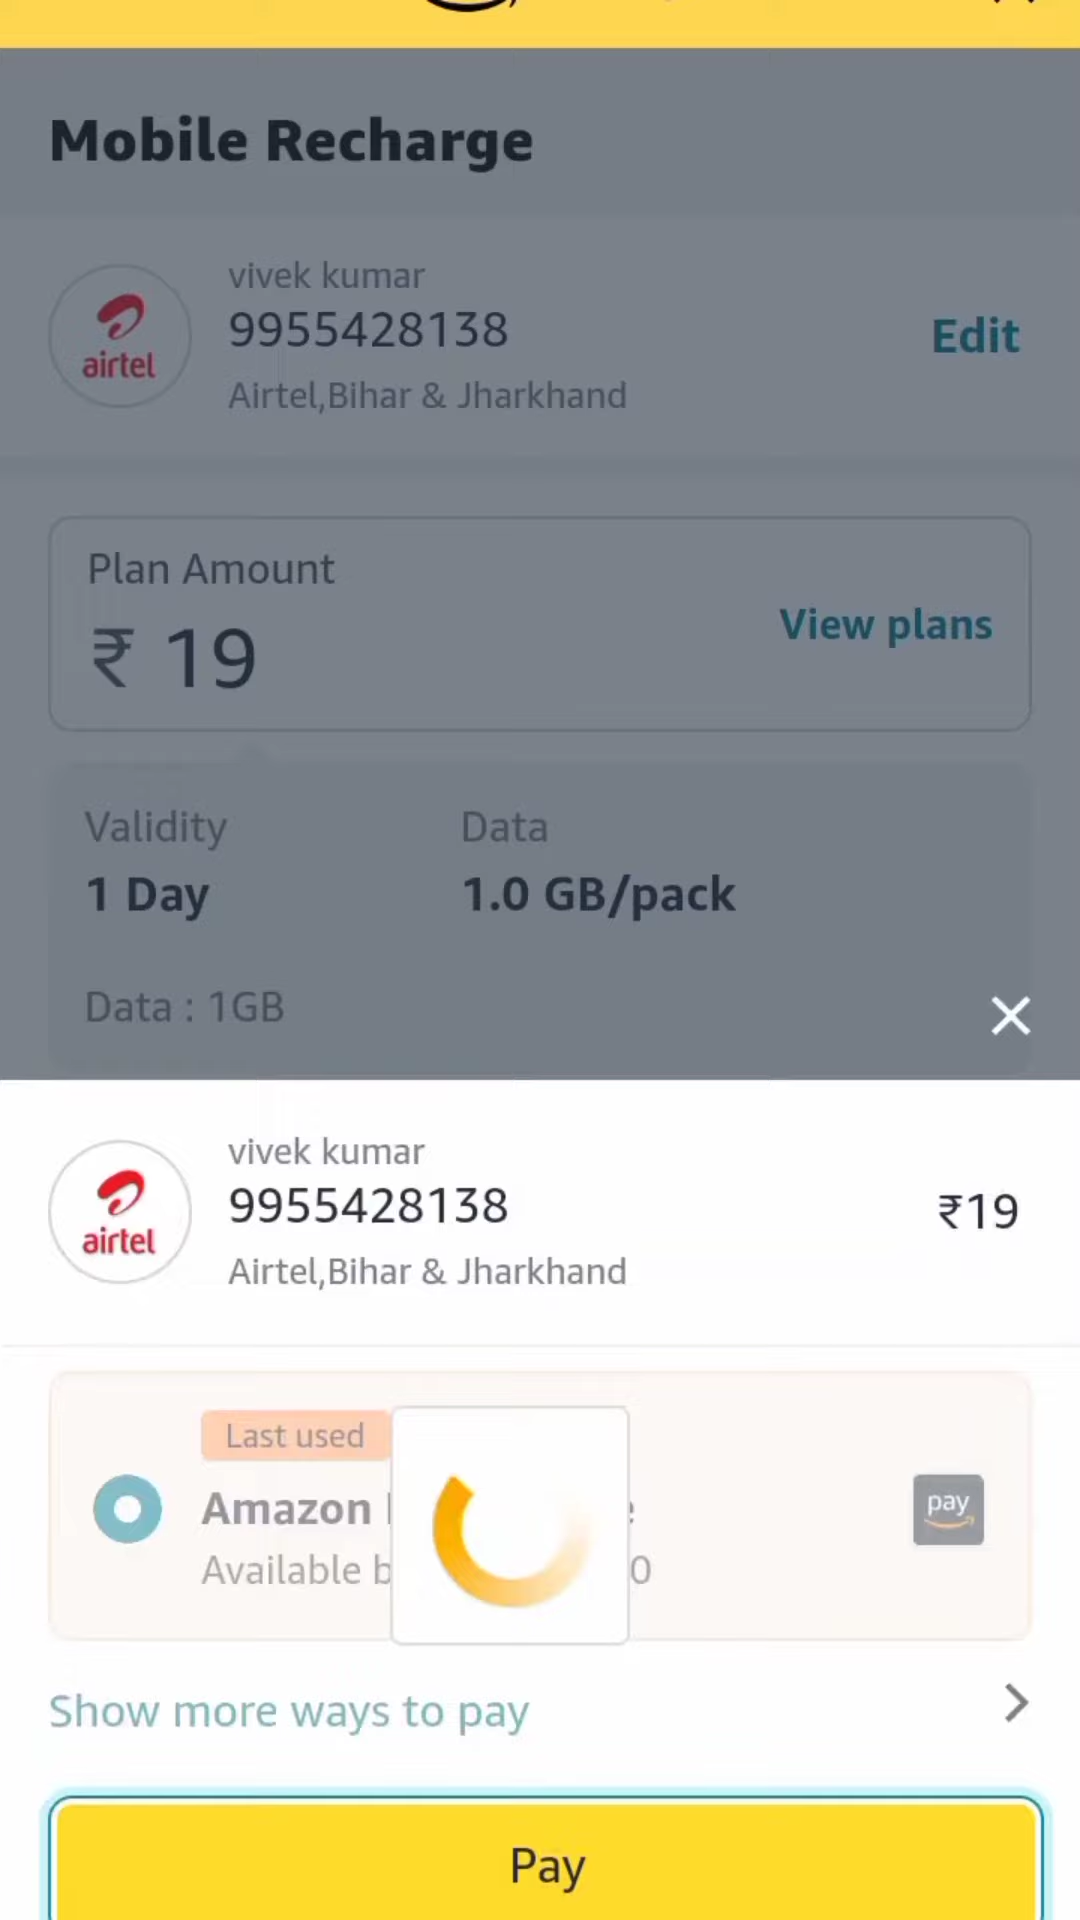 Mobile Recharge
vivek kumar
9955428138
Airtel,Bihar & Jharkhand
Edit
airtel
Plan Amount
₹ 19
View plans
Validity
Data
1 Day
1.0 GB/pack
Data : 1GB
vivek kumar
9955428138
Airtel,Bihar & Jharkhand
₹19
airtel
Last used
Amazon
pay
Available
Show more ways to pay
Pay